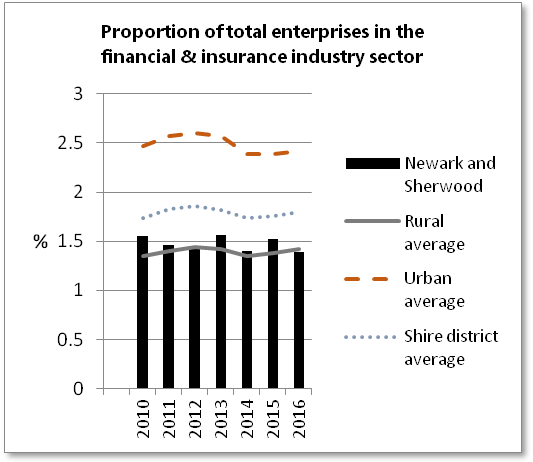 Proportion of total enterprises in the
financial & insurance industry sector
3
2.5
2
1.5
1
0.5
0
%
2010
2011
2012
2013
2014
2015
2016
Newark and
Sherwood
Rural
average
Urban
average
Shire district
average